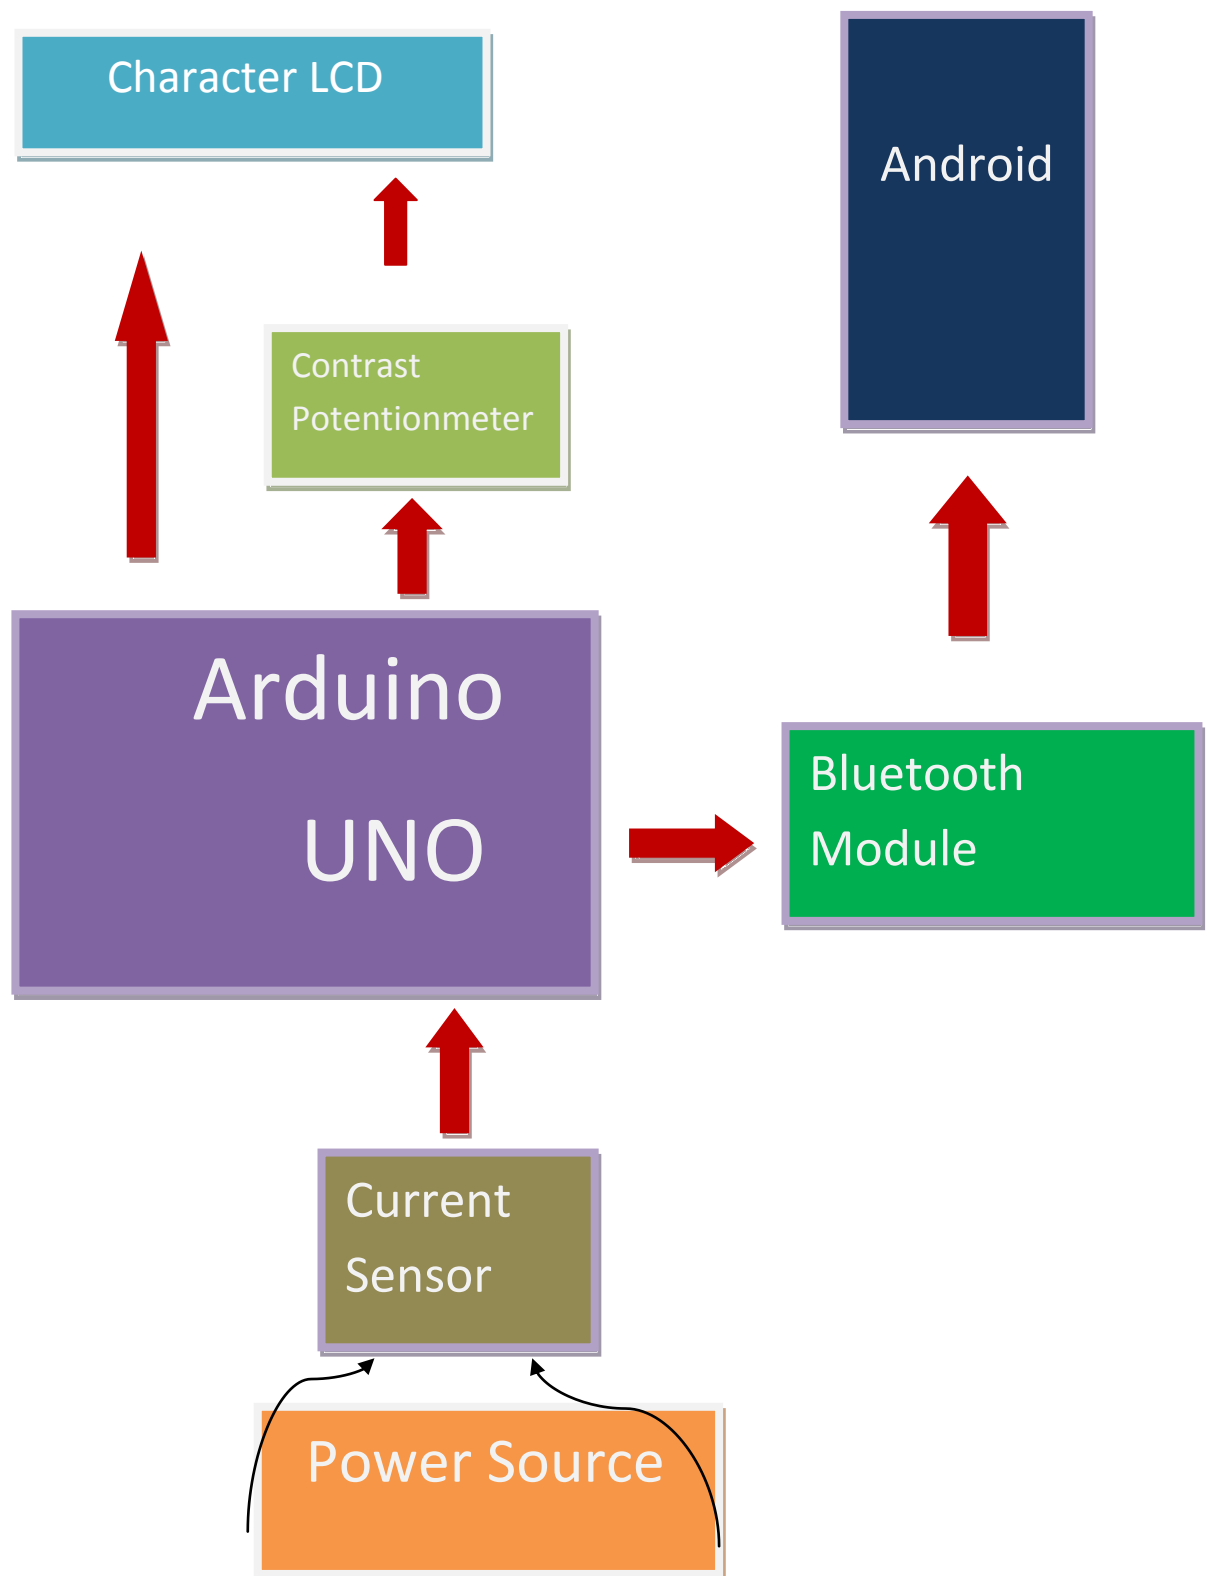 Character LCD
Android
Contrast
Potentionmeter
Arduino
UNO
Bluetooth
Module
Current
Sensor
Power Source